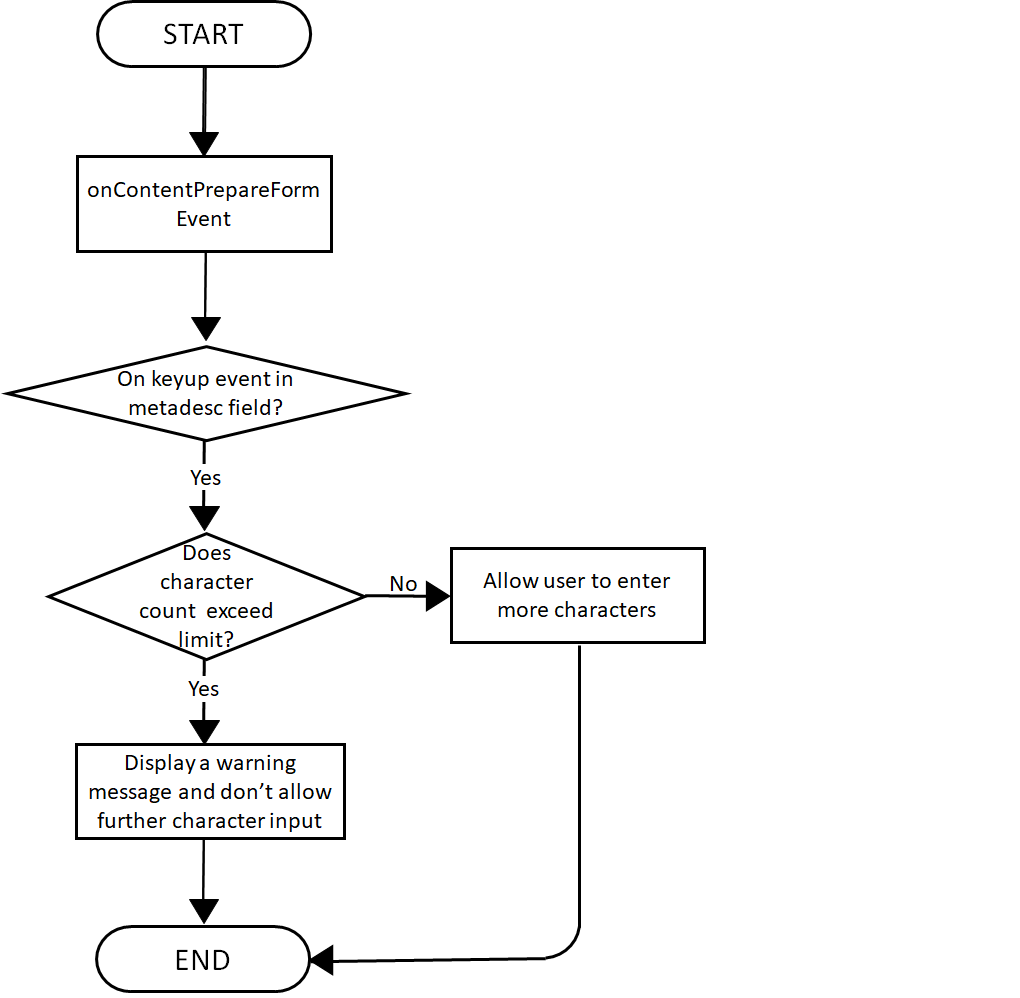 START
onContentPrepareForm
Event
On keyup event in
metadesc field?
Yes
Does
character
count exceed
limit?
No
Allow user to enter
more characters
Yes
Display a warning
message and don’t allow
further character input
END